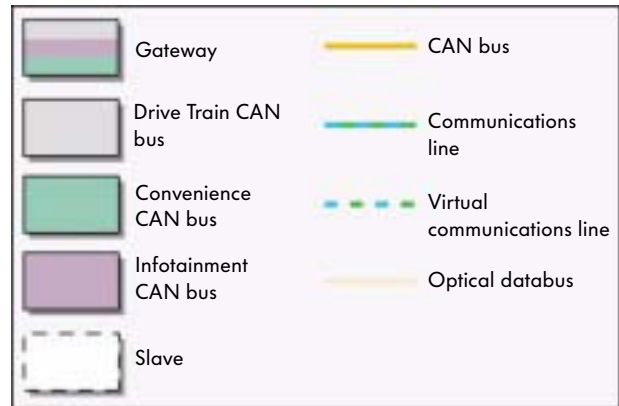 Gateway
Drive Train CAN
bus
Convenience
CAN bus
Infotainment
CAN bus
Slave
CAN bus
Communications
line
Virtual
communications line
Optical databus